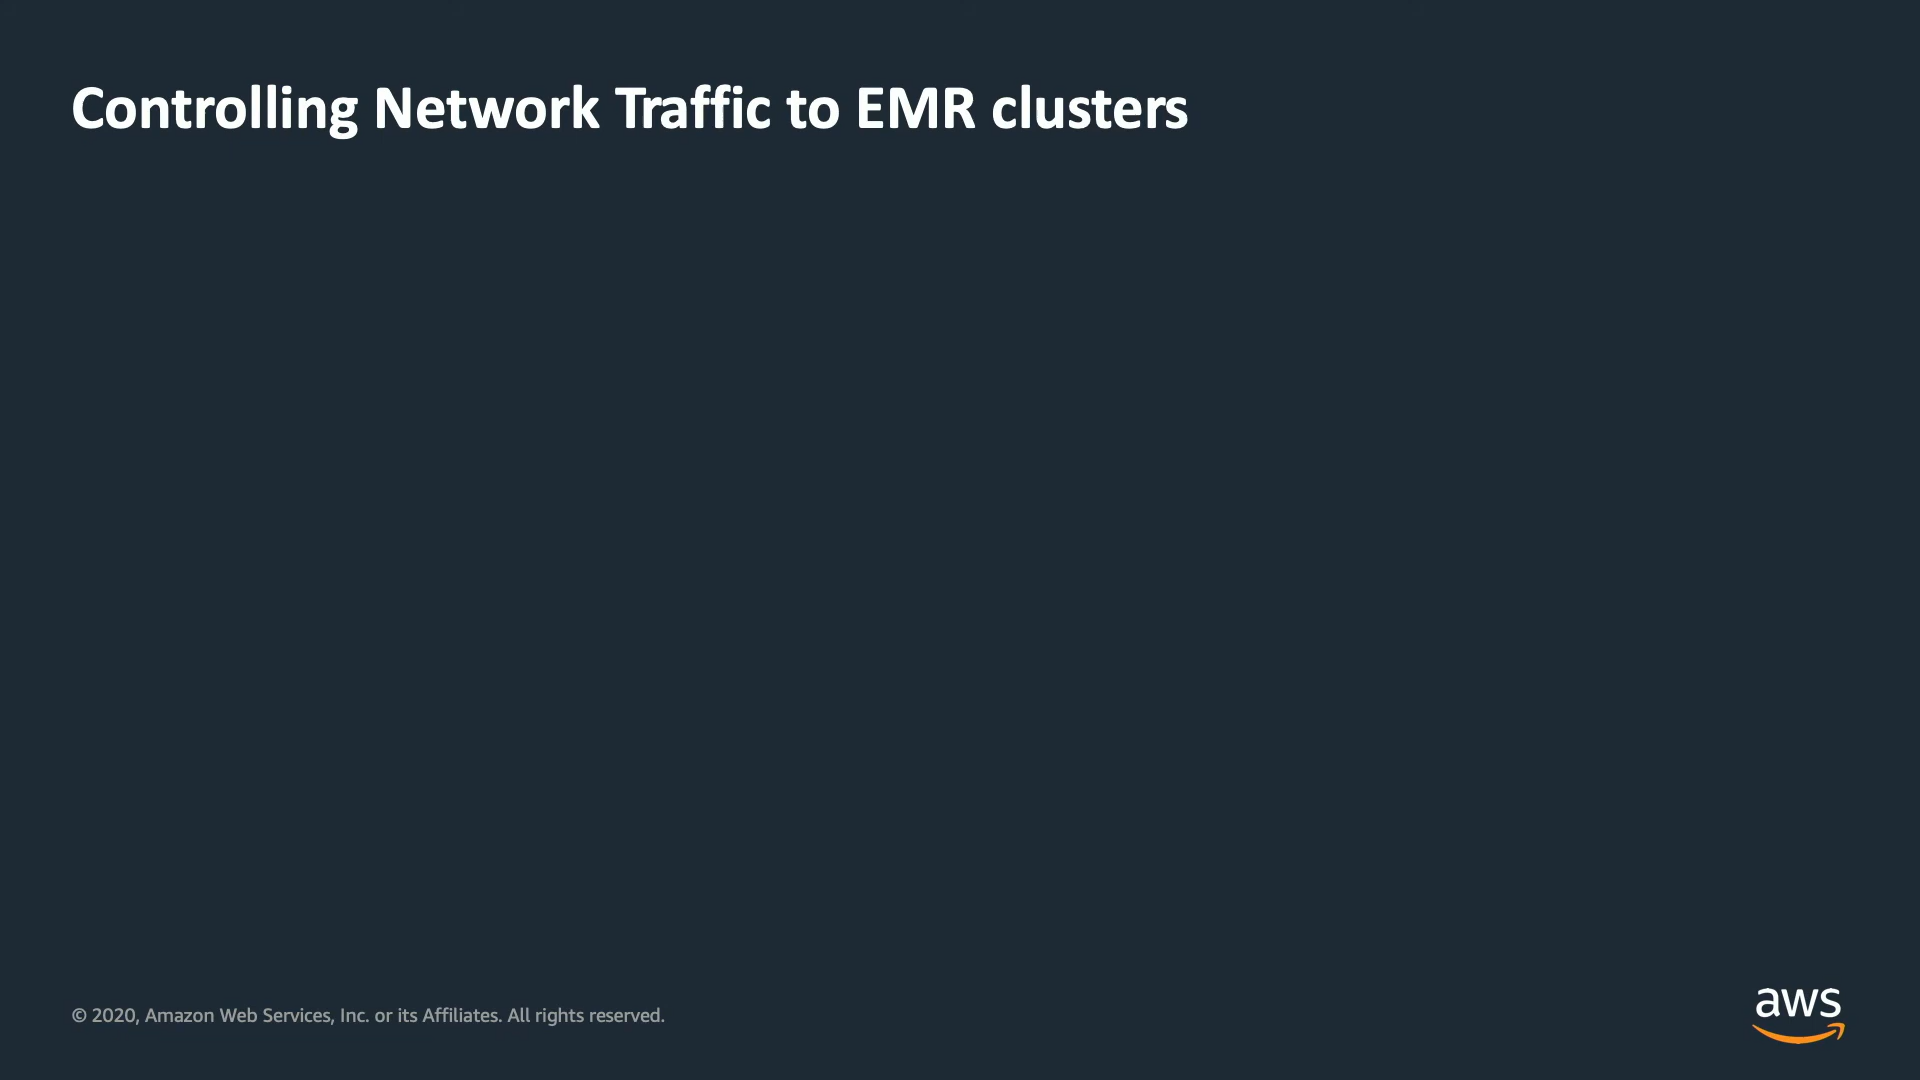 Controlling Network Traffic to EMR clusters
© 2020, Amazon Web Services, Inc. or its Affiliates. All rights reserved.
aws